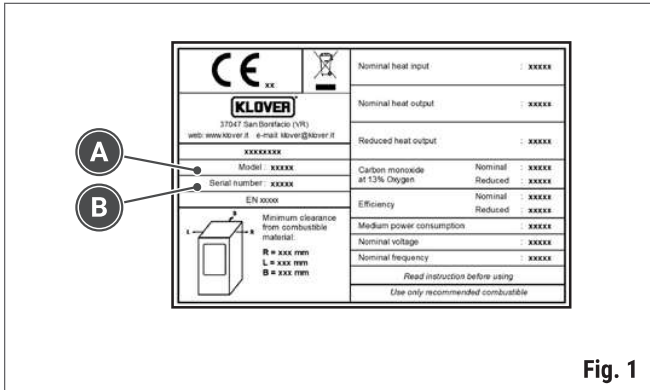 CE xx
KLOVER
37047 San Bonifacio (VR)
web: www.klover.it e-mail: klover@klover.it
xxxxxxxx
A
Model : xxxxx
B
Serial number : xxxxx
EN xxxxx
L
B
R
Minimum clearance
from combustible
material:
R = xxx mm
L = xxx mm
B = xxx mm
Nominal heat input : xxxxx
Nominal heat output : xxxxx
Reduced heat output : xxxxx
Carbon monoxide Nominal : xxxxx
at 13% Oxygen Reduced : xxxxx
Efficiency Nominal : xxxxx
Reduced : xxxxx
Medium power consumption : xxxxx
Nominal voltage : xxxxx
Nominal frequency : xxxxx
Read instruction before using
Use only recommended combustible
Fig. 1